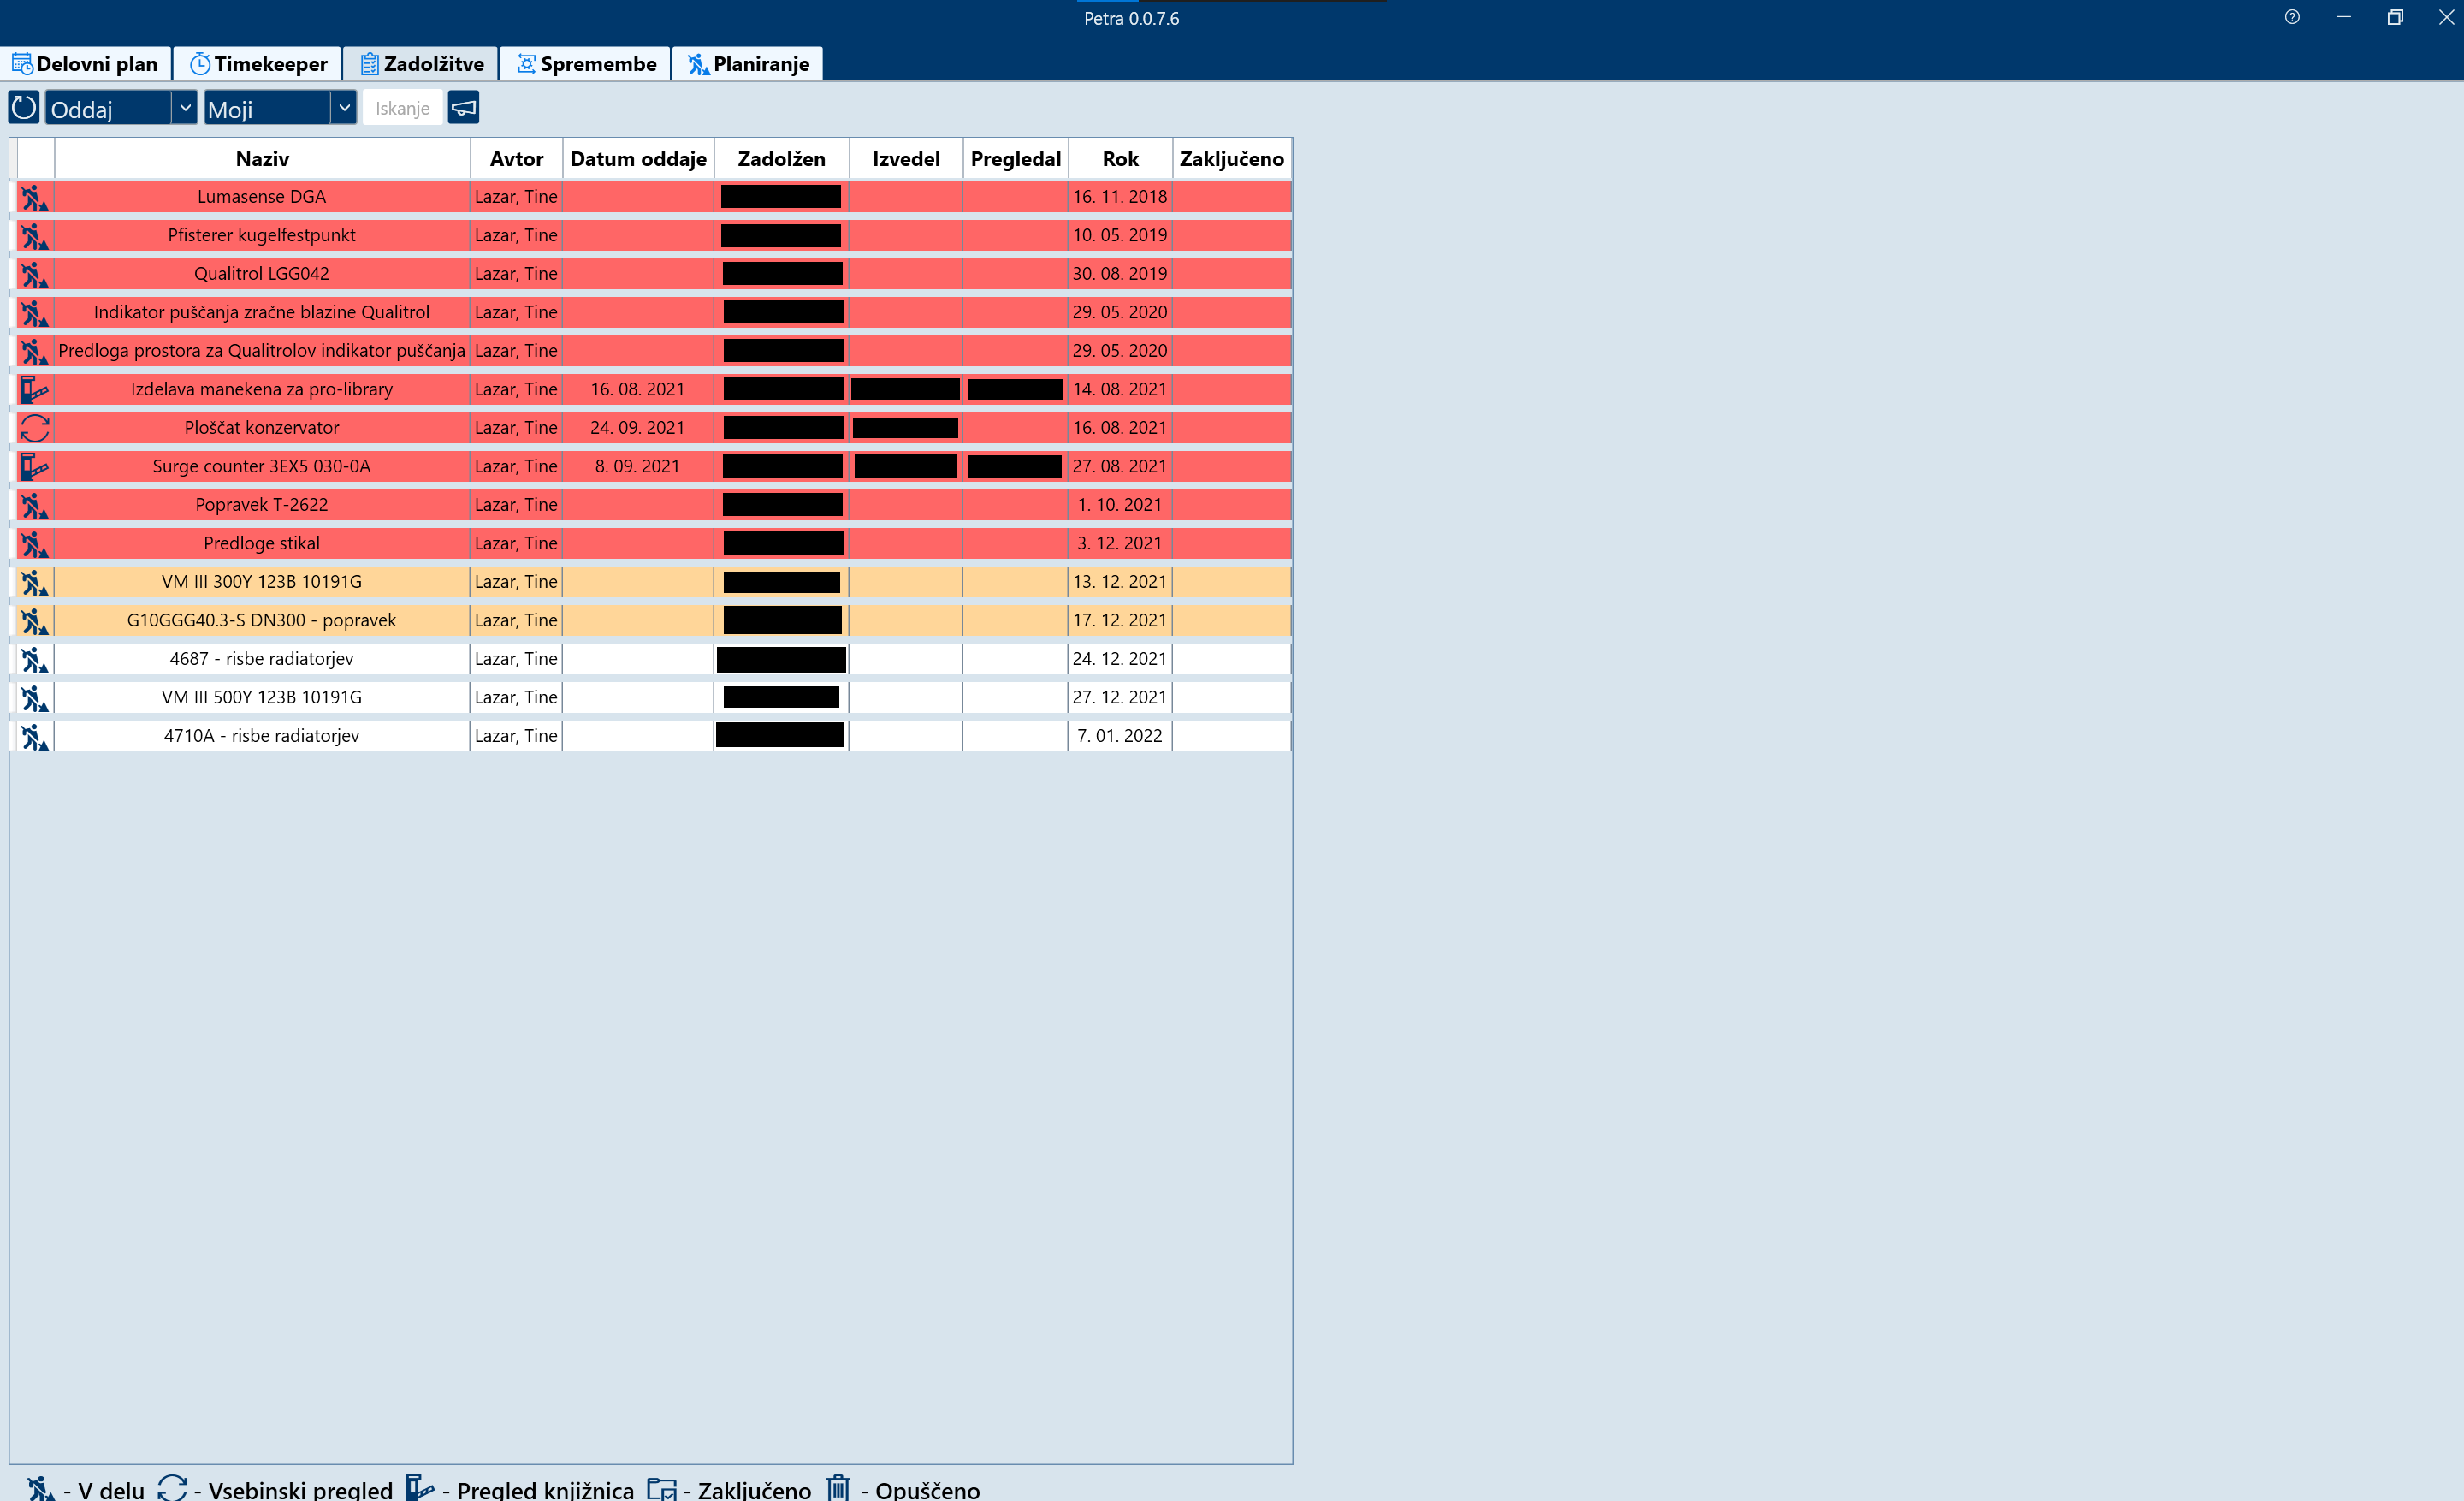 Petra 0.0.7.6
Delovni plan Timekeeper Zadolžitve Spremembe Planiranje
Oddaj Moji Iskanje
Naziv Avtor Datum oddaje Zadolžen Izvedel Pregledal Rok Zaključeno
Lumasense DGA Lazar, Tine 16. 11. 2018
Pfisterer kugelfestpunkt Lazar, Tine 10. 05. 2019
Qualitrol LGG042 Lazar, Tine 30. 08. 2019
Indikator puščanja zračne blazine Qualitrol Lazar, Tine 29. 05. 2020
Predloga prostora za Qualitrolov indikator puščanja Lazar, Tine 29. 05. 2020
Izdelava manekena za pro-library Lazar, Tine 16. 08. 2021 14. 08. 2021
Ploščat konzervator Lazar, Tine 24. 09. 2021 16. 08. 2021
Surge counter 3EX5 030-0A Lazar, Tine 8. 09. 2021 27. 08. 2021
Popravek T-2622 Lazar, Tine 1. 10. 2021
Predloge stikal Lazar, Tine 3. 12. 2021
VM III 300Y 123B 10191G Lazar, Tine 13. 12. 2021
G10GGG40.3-S DN300 - popravek Lazar, Tine 17. 12. 2021
4687 - risbe radiatorjev Lazar, Tine 24. 12. 2021
VM III 500Y 123B 10191G Lazar, Tine 27. 12. 2021
4710A - risbe radiatorjev Lazar, Tine 7. 01. 2022
- V delu - Vsebinski pregled - Pregled knjižnica - Zaključeno - Opuščeno